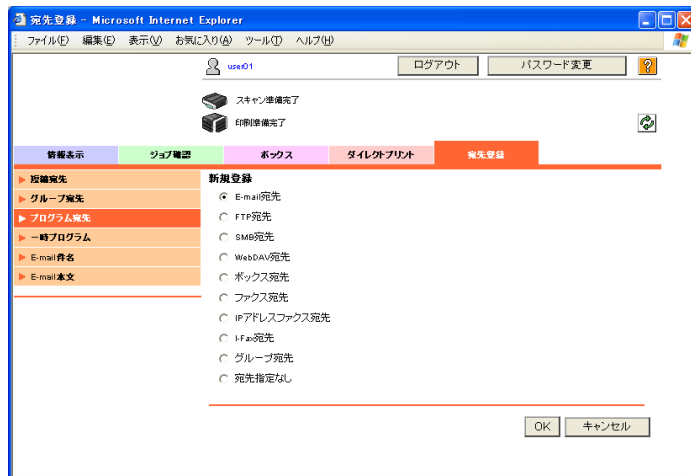 宛先登録 - Microsoft Internet Explorer
ファイル(F) 編集(E) 表示(V) お気に入り(A) ツール(T) ヘルプ(H)
user01 ログアウト パスワード変更 ?
スキャン準備完了
印刷準備完了
情報表示 ジョブ確認 ボックス ダイレクトプリント 宛先登録
短縮宛先
グループ宛先
プログラム宛先
一時プログラム
E-mail件名
E-mail本文
新規登録
E-mail宛先
FTP宛先
SMB宛先
WebDAV宛先
ボックス宛先
ファクス宛先
IPアドレスファクス宛先
I-Fax宛先
グループ宛先
宛先指定なし
OK キャンセル